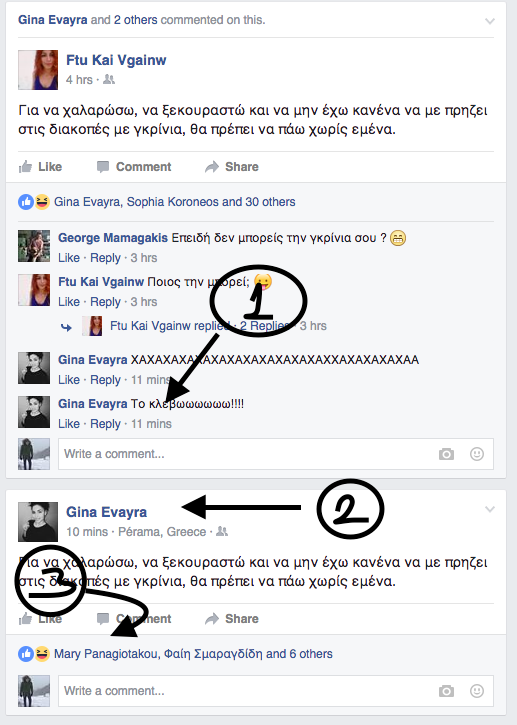 Gina Evayra and 2 others commented on this.
Ftu Kai Vgainw
4 hrs ·
Για να χαλαρώσω, να ξεκουραστώ και να μην έχω κανένα να με πρηζει
στις διακοπές με γκρίνια, θα πρέπει να πάω χωρίς εμένα.
Like Comment Share
Gina Evayra, Sophia Koroneos and 30 others
George Mamagakis Επειδή δεν μπορείς την γκρίνια σου ? 😁
Like · Reply · 3 hrs
Ftu Kai Vgainw Ποιος την μπορεί; 😛
Like · Reply · 3 hrs
1
Ftu Kai Vgainw replied · 2 Replies · 3 hrs
Gina Evayra ΧΑΧΑΧΑΧΑΧΑΧΑΧΑΧΑΧΑΧΑΧΑΧΑΧΧΑΧΑΧΑΧΑΧΑΑ
Like · Reply · 11 mins
Gina Evayra Το κλεβωωωωωω!!!!
Like · Reply · 11 mins
Write a comment...
Gina Evayra
2
10 mins · Pérama, Greece ·
Για να χαλαρώσω, να ξεκουραστώ και να μην έχω κανένα να με πρηζει
στις διακοπές με γκρίνια, θα πρέπει να πάω χωρίς εμένα.
3
Like Comment Share
Mary Panagiotakou, Φαίη Σμαραγδίδη and 6 others
Write a comment...